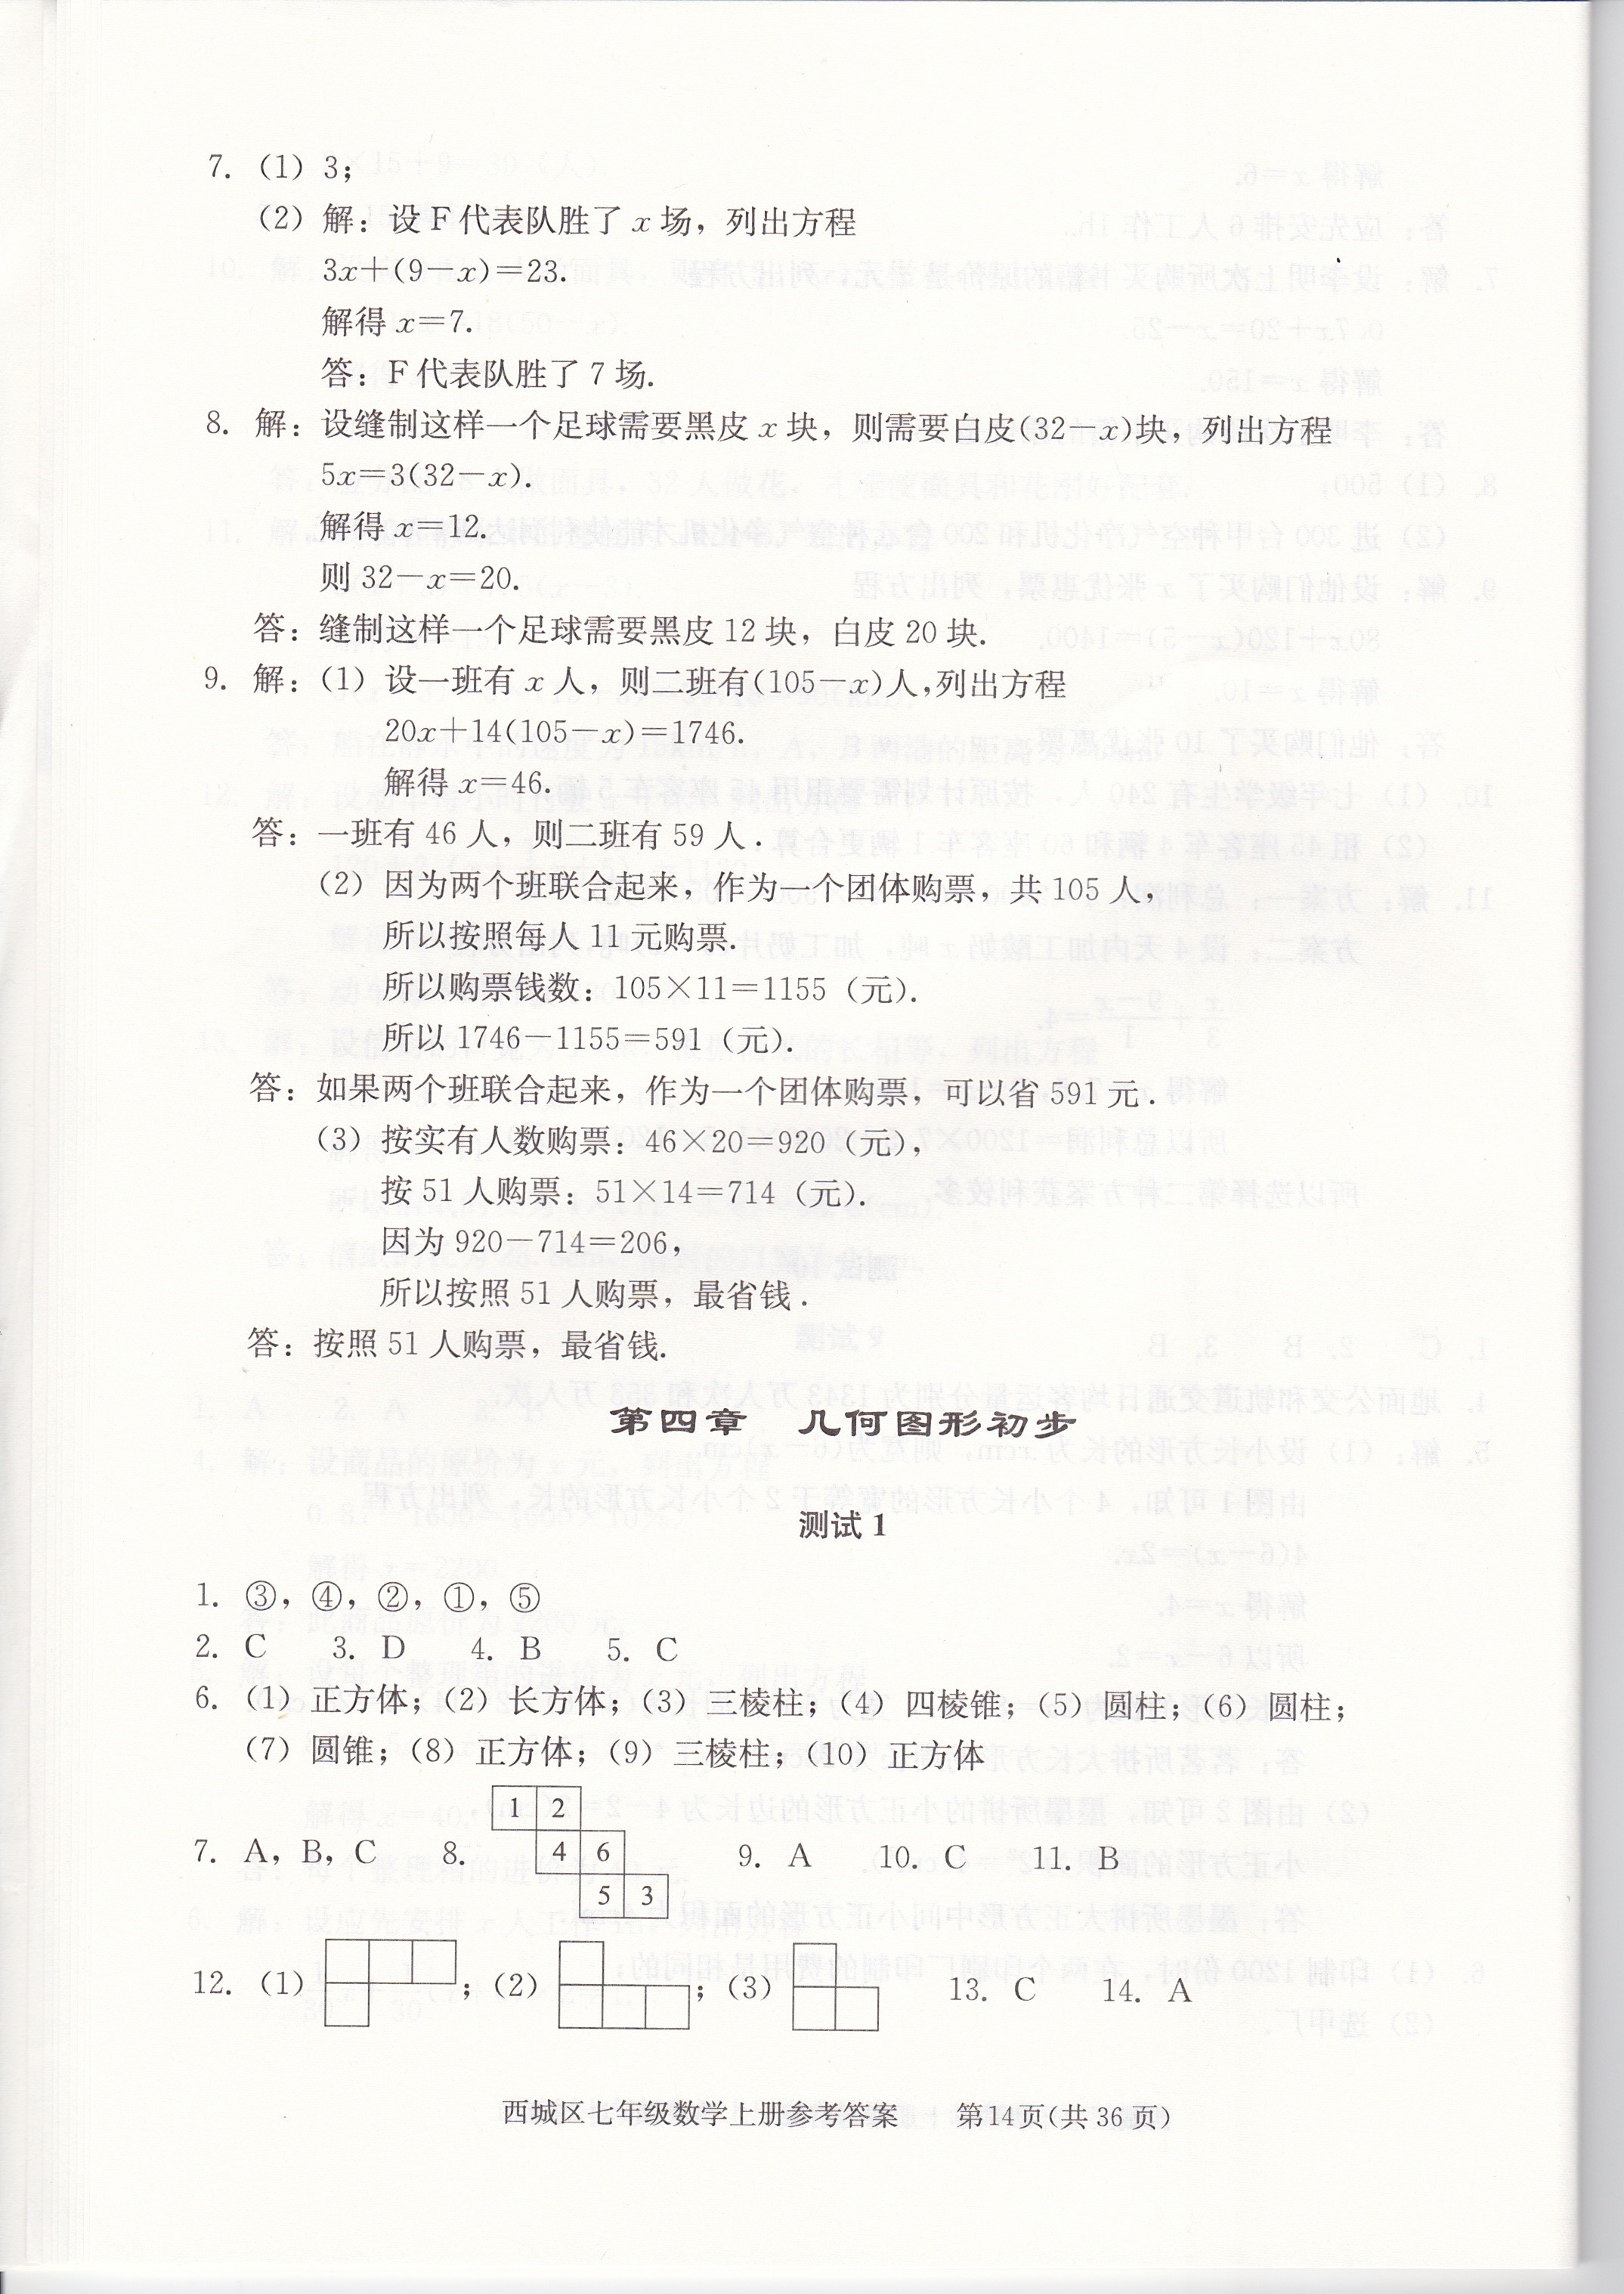 7. (1) 3;
(2) 解：设 F 代表队胜了 x 场，列出方程
3x+(9-x)=23.
解得 x=7.
答：F 代表队胜了 7 场.
8. 解：设缝制这样一个足球需要黑皮 x 块，则需要白皮(32-x)块，列出方程
5x=3(32-x).
解得 x=12.
则 32-x=20.
答：缝制这样一个足球需要黑皮 12 块，白皮 20 块.
9. 解：(1) 设一班有 x 人，则二班有(105-x)人,列出方程
20x+14(105-x)=1746.
解得 x=46.
答：一班有 46 人，则二班有 59 人.
(2) 因为两个班联合起来，作为一个团体购票，共 105 人，
所以按照每人 11 元购票.
所以购票钱数：105×11=1155（元）.
所以 1746-1155=591（元）.
答：如果两个班联合起来，作为一个团体购票，可以省 591 元.
(3) 按实有人数购票：46×20=920（元），
按 51 人购票：51×14=714（元）.
因为 920-714=206，
所以按照 51 人购票，最省钱.
答：按照 51 人购票，最省钱.
第四章 几何图形初步
测试 1
1. ③，④，②，①，⑤
2. C 3. D 4. B 5. C
6. (1) 正方体；(2) 长方体；(3) 三棱柱；(4) 四棱锥；(5) 圆柱；(6) 圆柱；
(7) 圆锥；(8) 正方体；(9) 三棱柱；(10) 正方体
1 2
7. A，B，C 8. 4 6 9. A 10. C 11. B
5 3
12. (1) ；(2) ；(3) 13. C 14. A
西城区七年级数学上册参考答案 第14页(共 36 页)